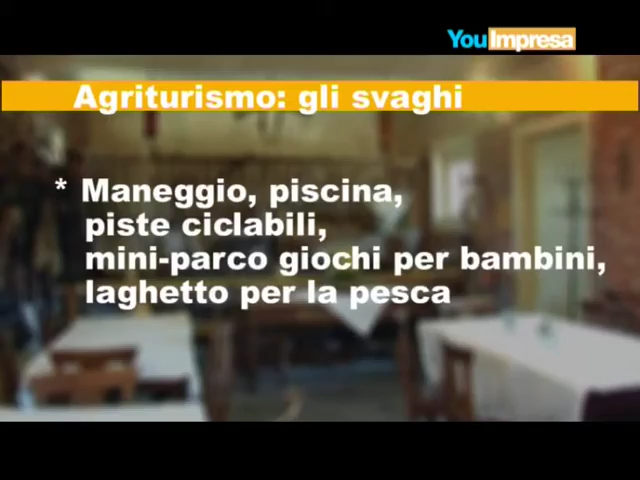 YouImpresa
Agriturismo: gli svaghi
* Maneggio, piscina,
piste ciclabili,
mini-parco giochi per bambini,
laghetto per la pesca